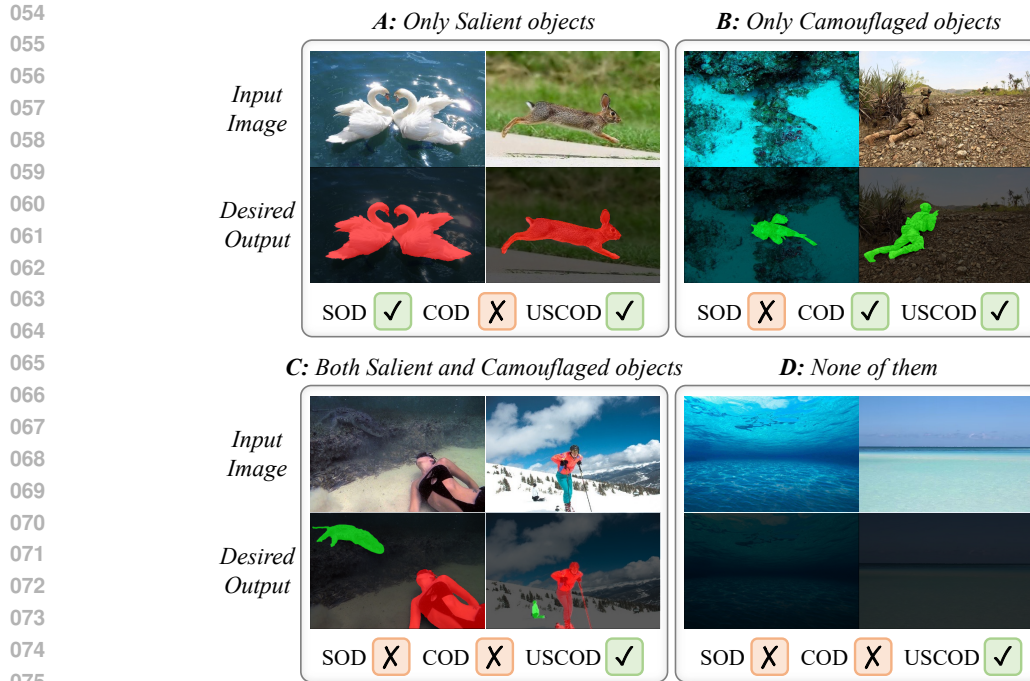 054
055
056
057
058
059
060
061
062
063
064
065
066
067
068
069
070
071
072
073
074
075
A: Only Salient objects
B: Only Camouflaged objects
Input
Image
Desired
Output
SOD ✓ COD ✗ USCOD ✓
SOD ✗ COD ✓ USCOD ✓
C: Both Salient and Camouflaged objects
D: None of them
Input
Image
Desired
Output
SOD ✗ COD ✗ USCOD ✓
SOD ✗ COD ✗ USCOD ✓